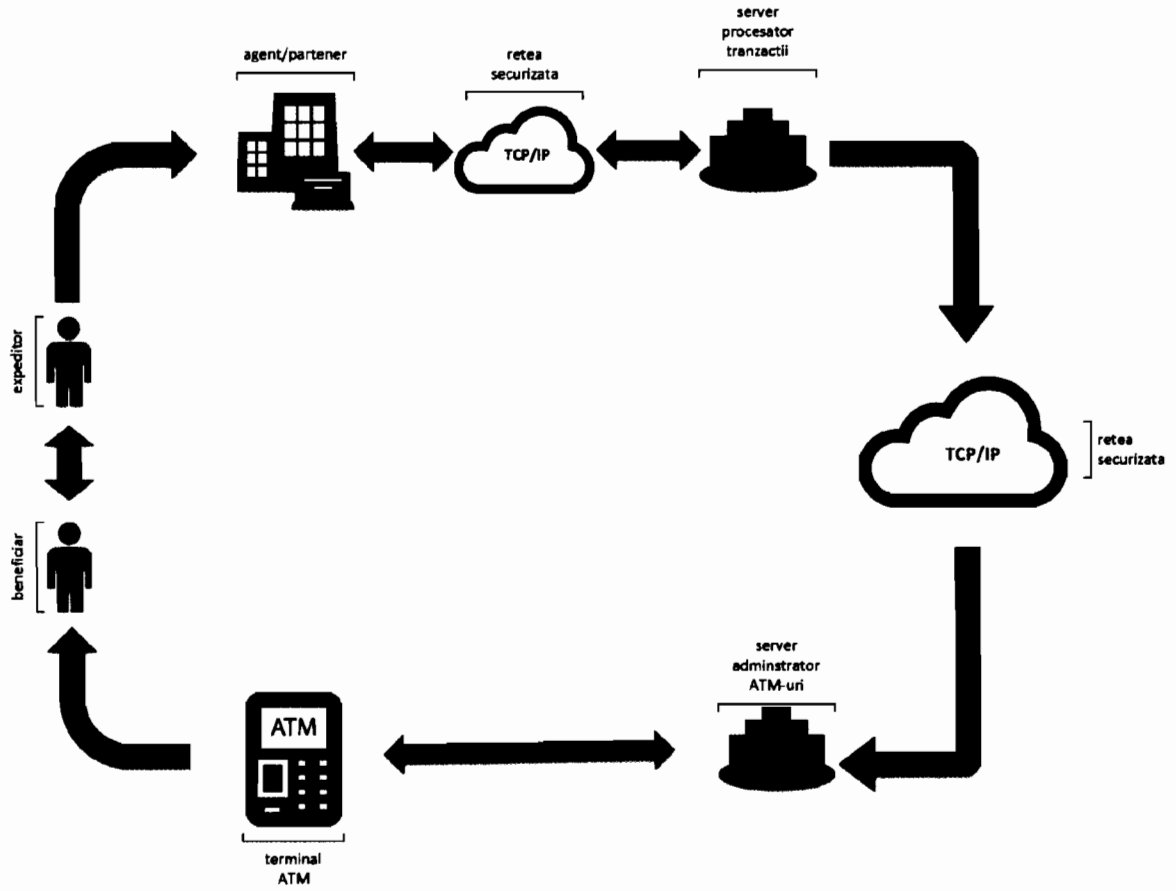 server
procesator
tranzactii
agent/partener
retea
securizata
TCP/IP
expeditor
TCP/IP
retea
securizata
beneficiar
server
adminstrator
ATM-uri
ATM
terminal
ATM